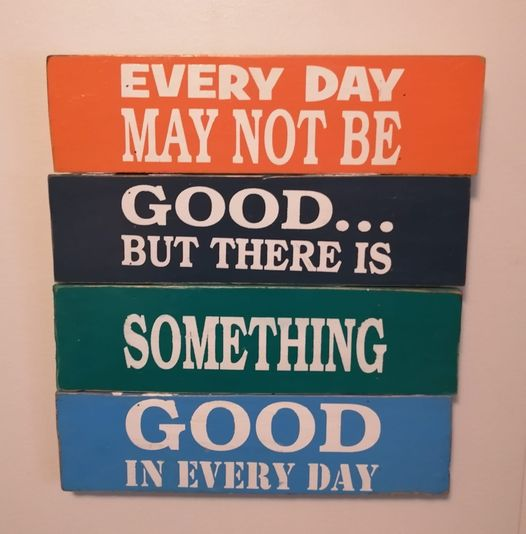 EVERY DAY
MAY NOT BE
GOOD...
BUT THERE IS
SOMETHING
GOOD
IN EVERY DAY